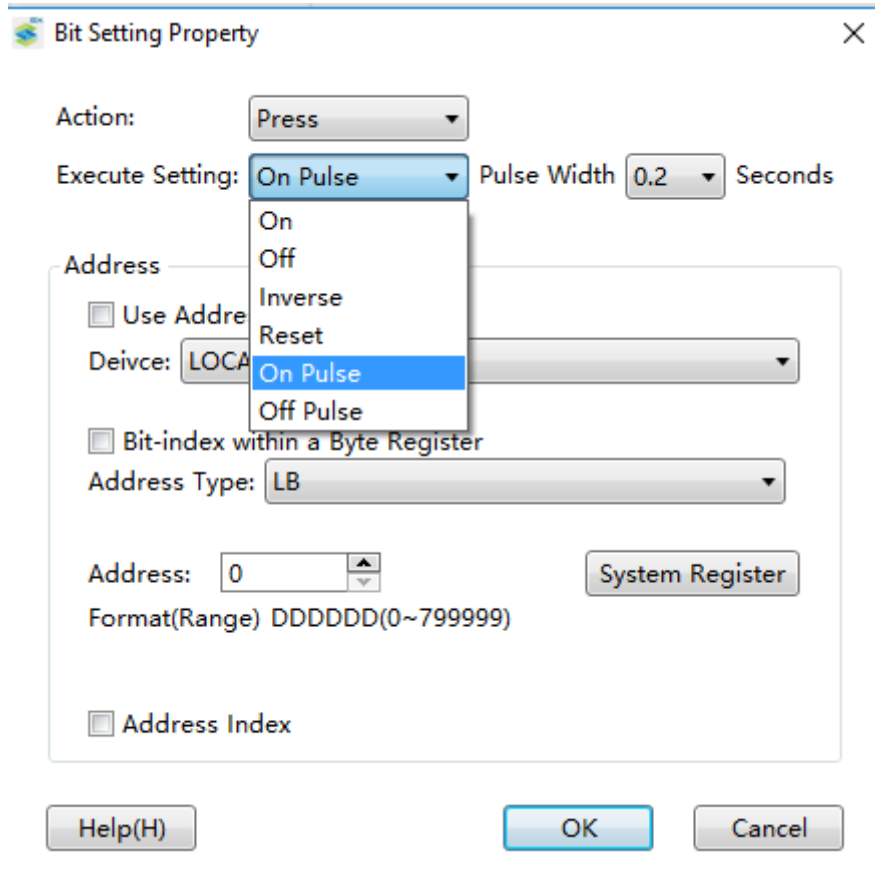 Bit Setting Property
Action: Press
Execute Setting: On Pulse Pulse Width 0.2 Seconds
On
Off
Inverse
Reset
On Pulse
Off Pulse
Address
Use Addre
Deivce: LOCA
Bit-index within a Byte Register
Address Type: LB
Address: 0 System Register
Format(Range) DDDDDD(0~799999)
Address Index
Help(H) OK Cancel